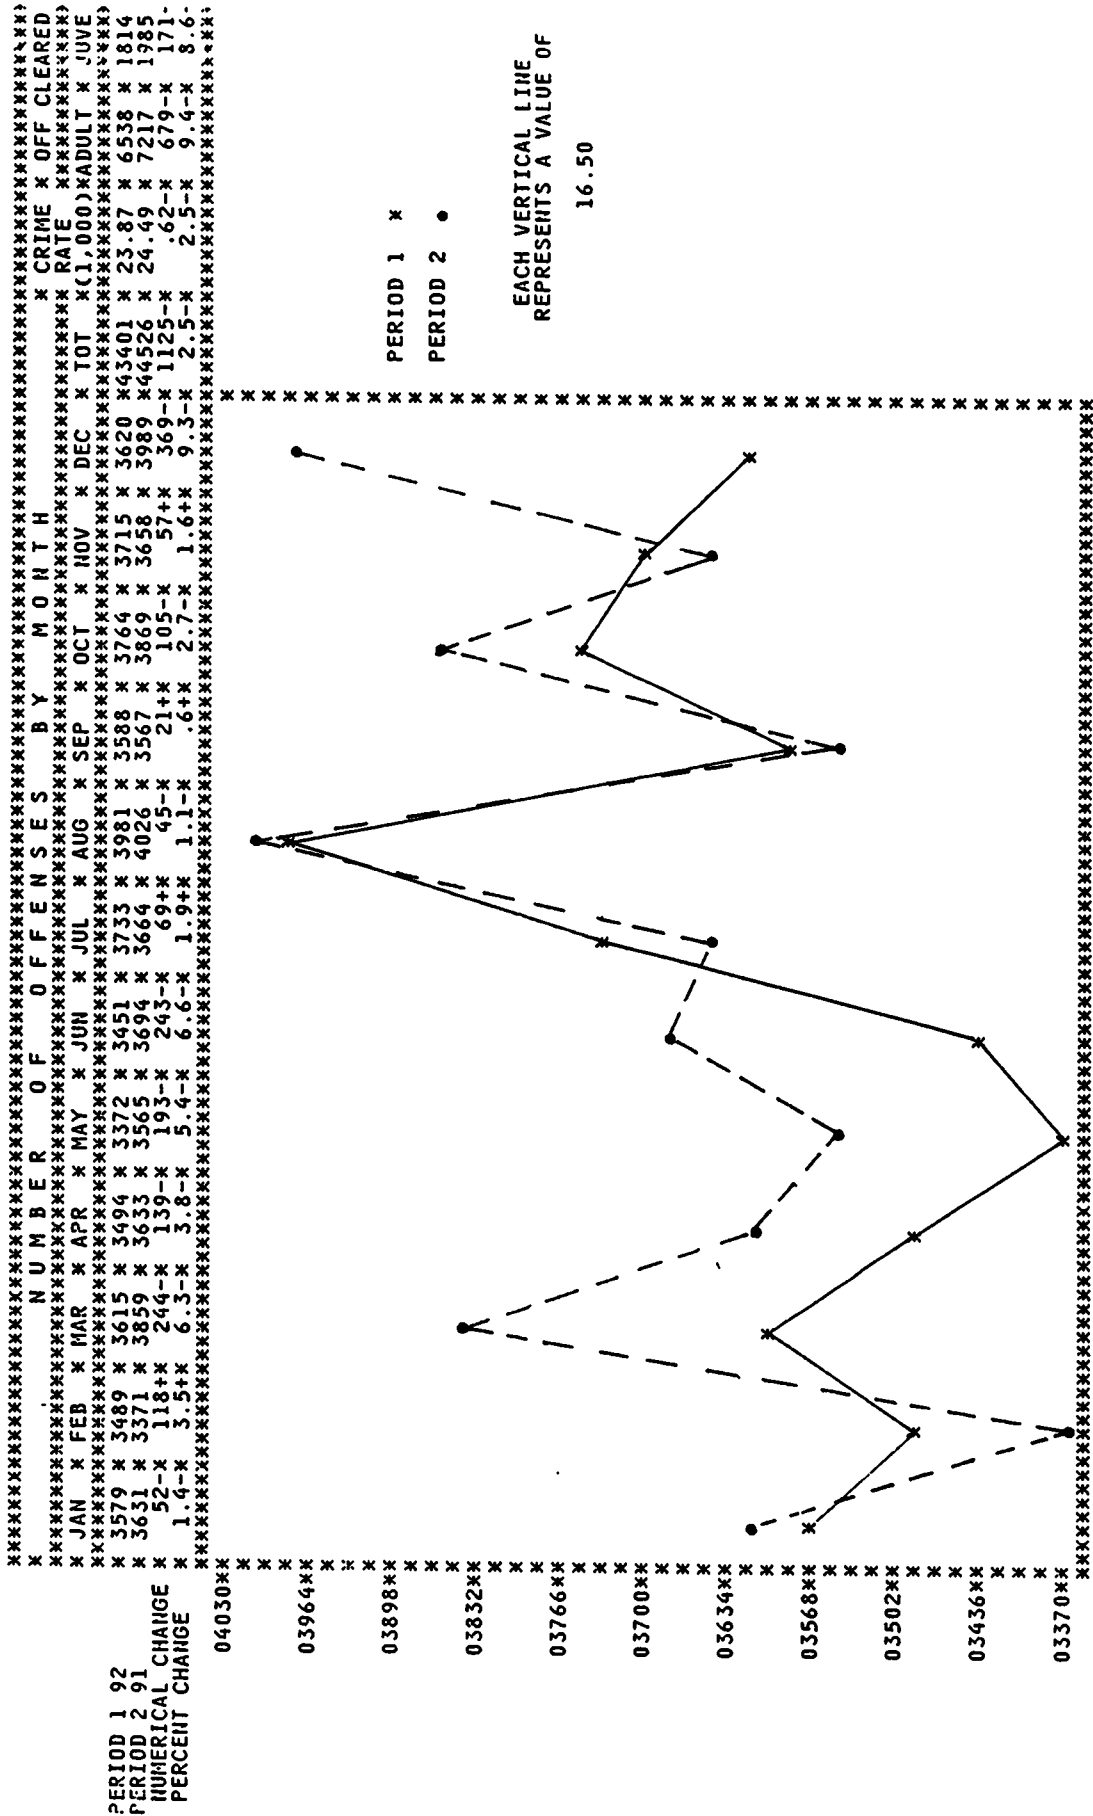 ************************************************************************
* NUMBER OF OFFENSES BY MONTH * CRIME * OFF CLEARED
************************************************************************ RATE ********
* JAN * FEB * MAR * APR * MAY * JUN * JUL * AUG * SEP * OCT * NOV * DEC * TOT *(1,000)*ADULT * JUVE
************************************************************************
PERIOD 1 92 * 3579 * 3489 * 3615 * 3494 * 3372 * 3451 * 3733 * 3981 * 3588 * 3764 * 3715 * 3620 *43401 * 23.87 * 6538 * 1814
PERIOD 2 91 * 3631 * 3371 * 3859 * 3633 * 3565 * 3694 * 3664 * 4026 * 3567 * 3869 * 3658 * 3989 *44526 * 24.49 * 7217 * 1985
NUMERICAL CHANGE * 52-* 118+* 244-* 139-* 193-* 243-* 69+* 45-* 21+* 105-* 57+* 369-* 1125-* .62-* 679-* 171-
PERCENT CHANGE * 1.4-* 3.5+* 6.3-* 3.8-* 5.4-* 6.6-* 1.9+* 1.1-* .6+* 2.7-* 1.6+* 9.3-* 2.5-* 2.5-* 9.4-* 8.6-
************************************************************************
04030**
03964**
03898**
03832**
03766**
03700**
03634**
03568**
03502**
03436**
03370**
PERIOD 1 *
PERIOD 2 ●
EACH VERTICAL LINE
REPRESENTS A VALUE OF
16.50